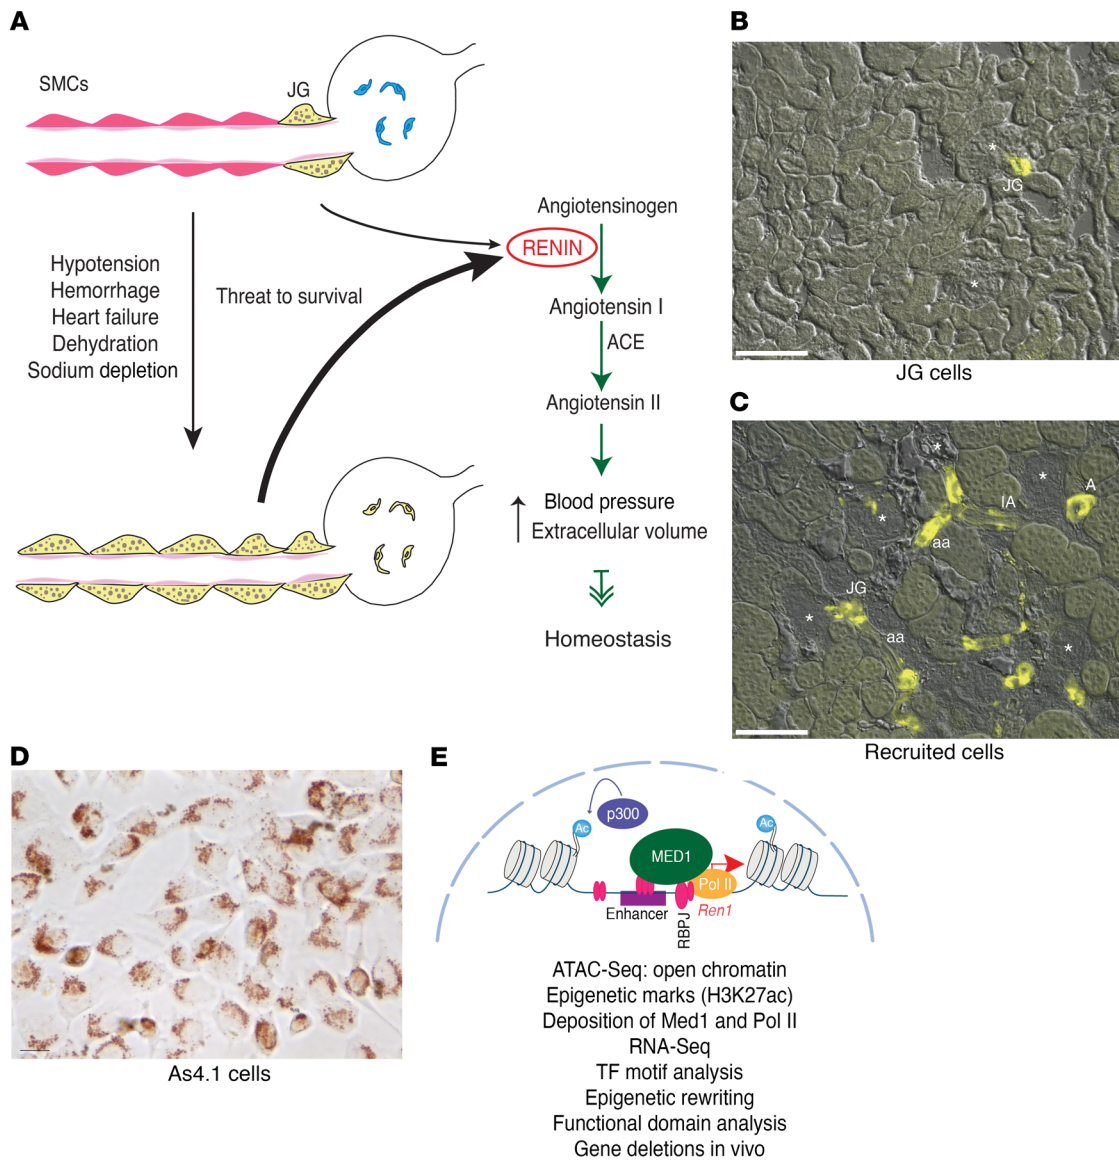 A
SMCs
JG
Hypotension
Hemorrhage
Heart failure
Dehydration
Sodium depletion
Threat to survival
Angiotensinogen
RENIN
Angiotensin I
ACE
Angiotensin II
Blood pressure
Extracellular volume
Homeostasis
B
*
JG
*
JG cells
C
*
*
A
IA
*
aa
JG
*
aa
*
Recruited cells
D
As4.1 cells
E
p300
Ac
Ac
MED1
Pol II
Enhancer
RBPJ
Ren1
ATAC-Seq: open chromatin
Epigenetic marks (H3K27ac)
Deposition of Med1 and Pol II
RNA-Seq
TF motif analysis
Epigenetic rewriting
Functional domain analysis
Gene deletions in vivo